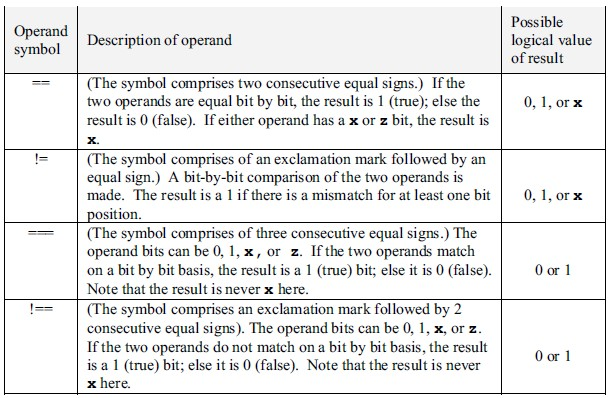 Operand symbol
Description of operand
Possible logical value of result
==
(The symbol comprises two consecutive equal signs.) If the
two operands are equal bit by bit, the result is 1 (true); else the
result is 0 (false). If either operand has a x or z bit, the result is
x.
0, 1, or x
!=
(The symbol comprises of an exclamation mark followed by an
equal sign.) A bit-by-bit comparison of the two operands is
made. The result is a 1 if there is a mismatch for at least one bit
position.
0, 1, or x
===
(The symbol comprises of three consecutive equal signs.) The
operand bits can be 0, 1, x, or z. If the two operands match
on a bit by bit basis, the result is a 1 (true) bit; else it is 0 (false).
Note that the result is never x here.
0 or 1
!==
(The symbol comprises an exclamation mark followed by 2
consecutive equal signs). The operand bits can be 0, 1, x, or z.
If the two operands do not match on a bit by bit basis, the result
is a 1 (true) bit; else it is 0 (false). Note that the result is never
x here.
0 or 1